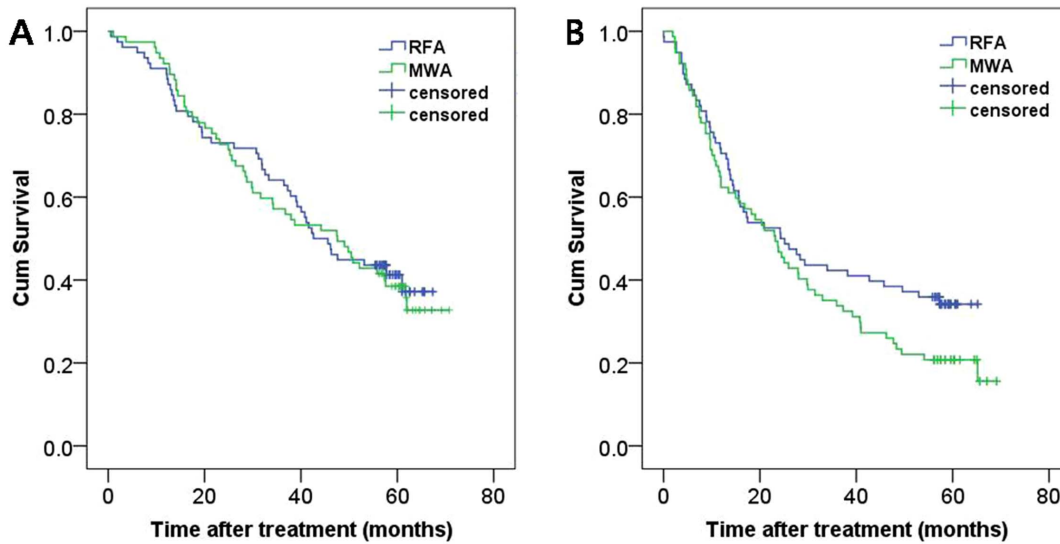 A
1.0
0.8
0.6
0.4
0.2
0.0
Cum Survival
RFA
MWA
censored
censored
0 20 40 60 80
Time after treatment (months)
B
1.0
0.8
0.6
0.4
0.2
0.0
Cum Survival
RFA
MWA
censored
censored
0 20 40 60 80
Time after treatment (months)